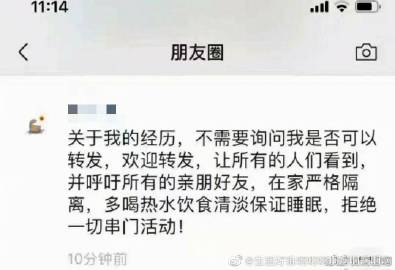 11:14
朋友圈
关于我的经历，不需要询问我是否可以
转发，欢迎转发，让所有的人们看到，
并呼吁所有的亲朋好友，在家严格隔
离，多喝热水饮食清淡保证睡眠，拒绝
一切串门活动！
10分钟前